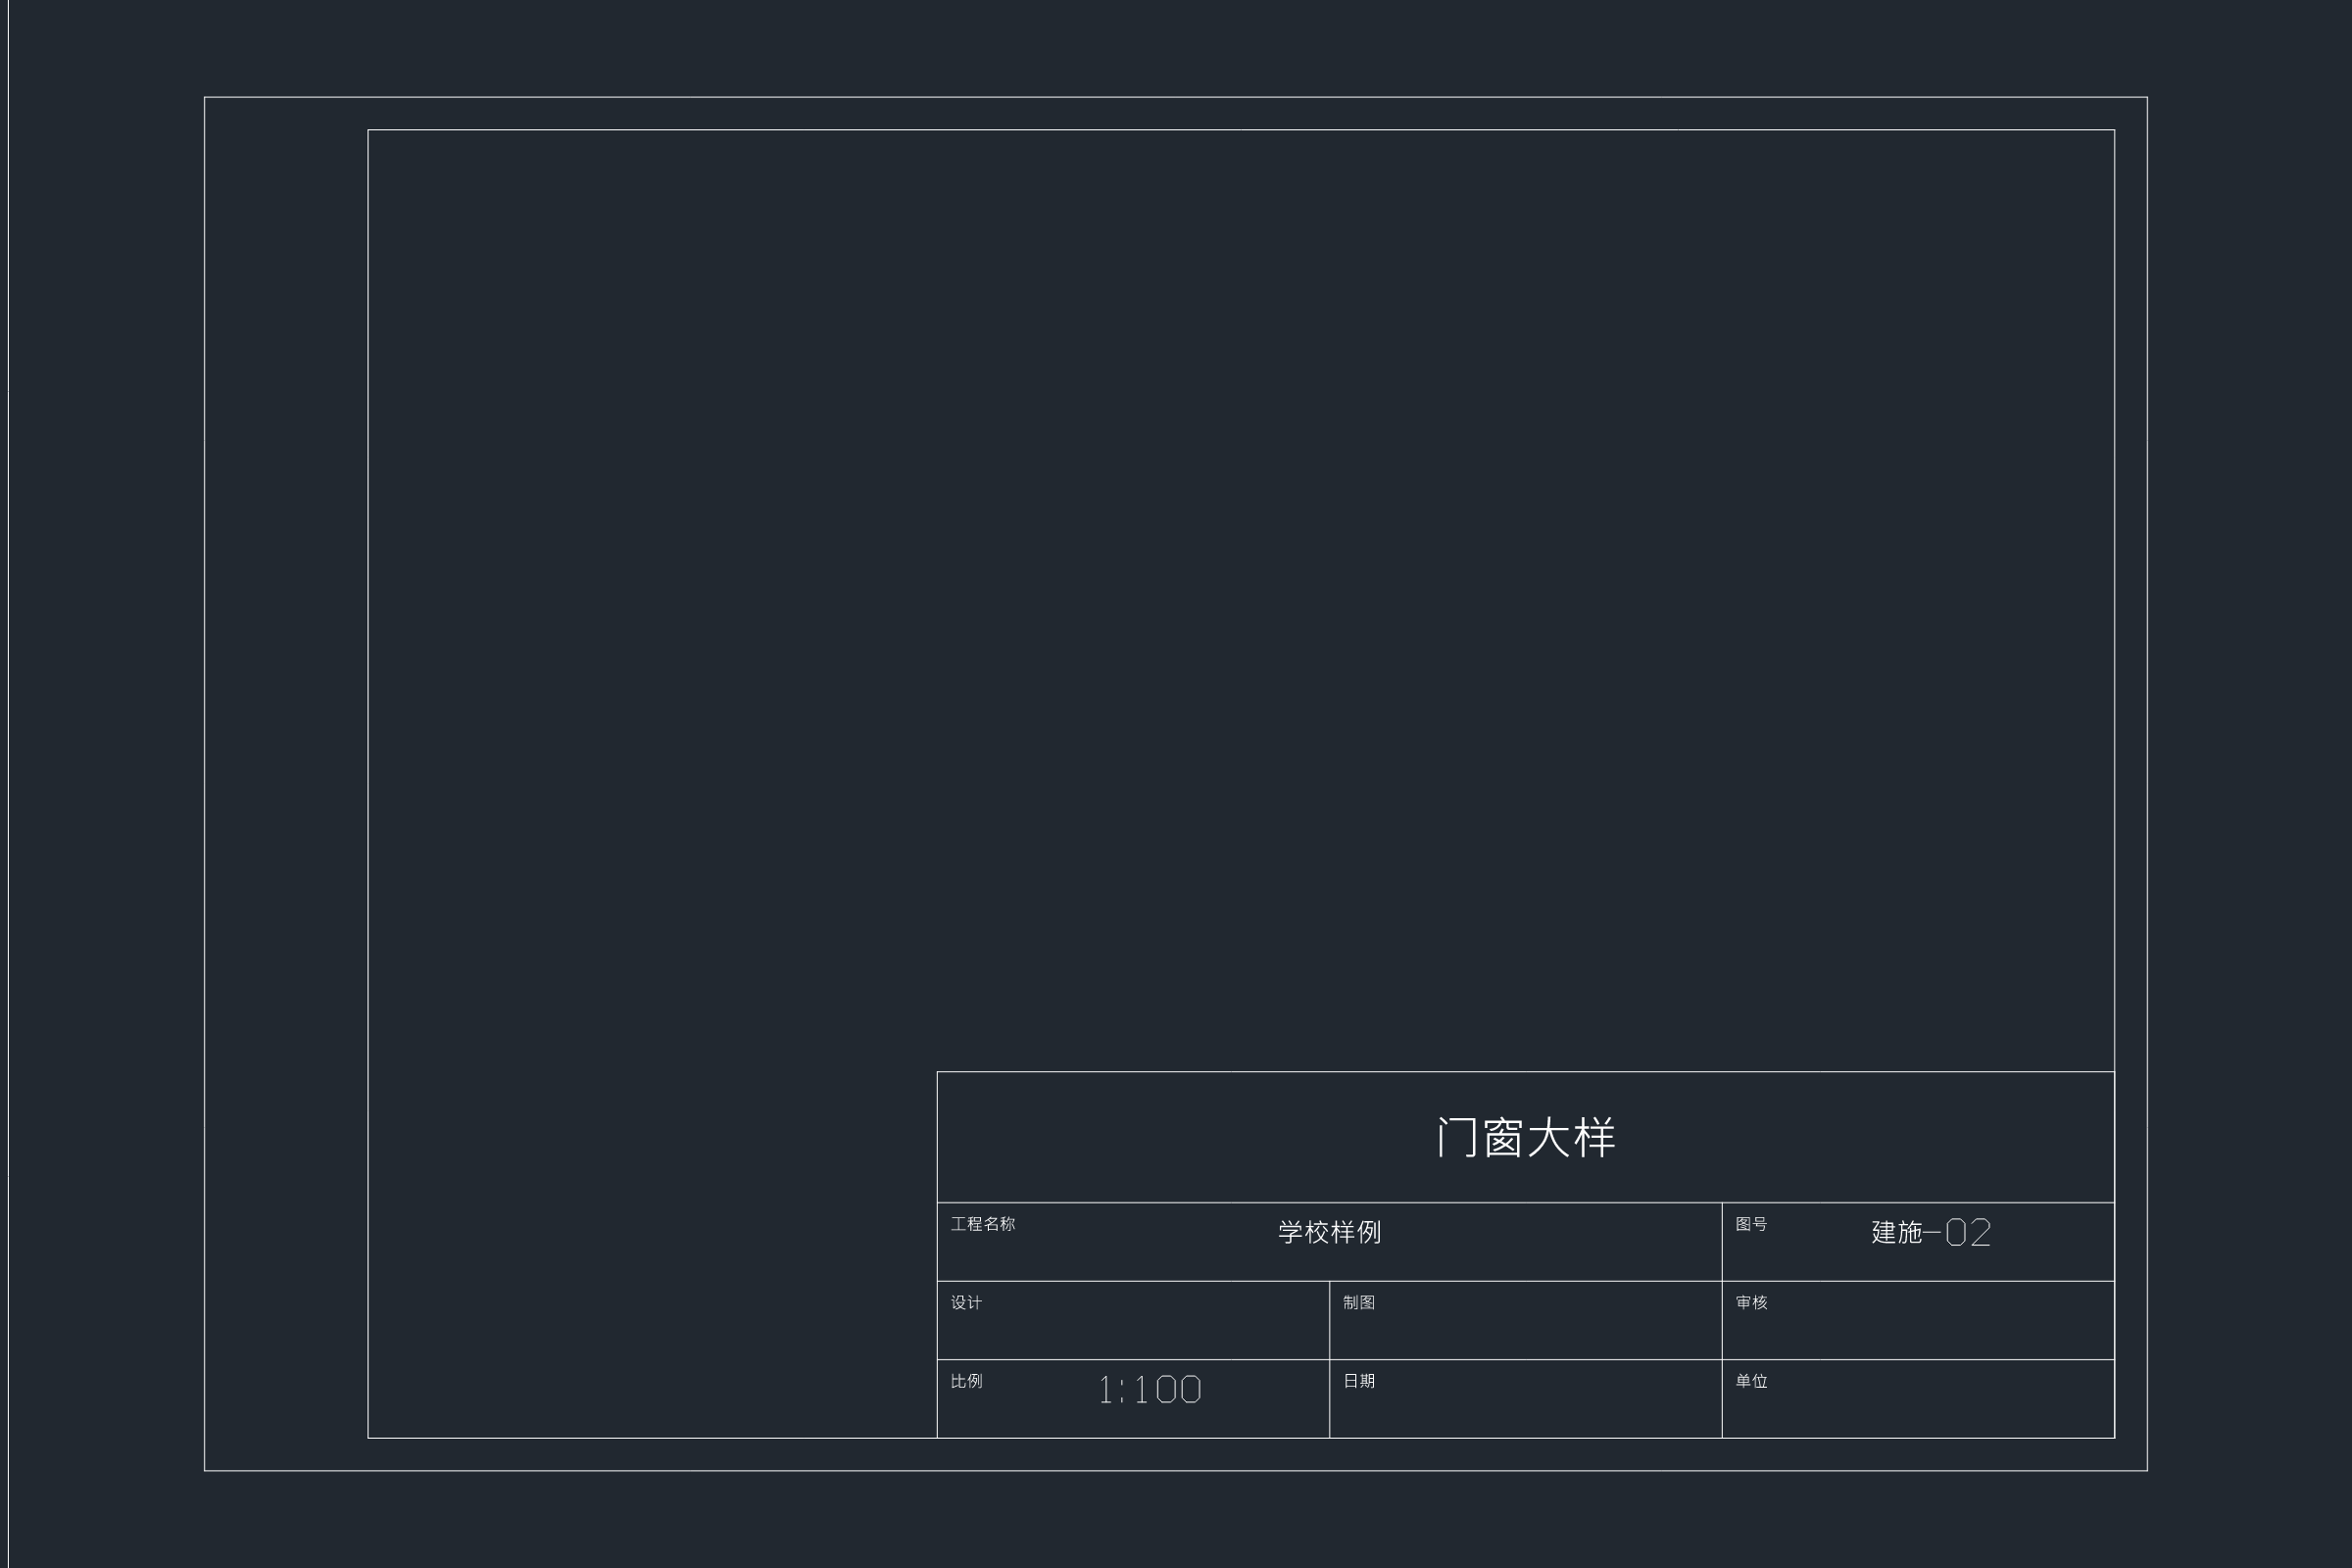 门窗大样
工程名称 学校样例 图号 建施-02
设计 制图 审核
比例 1:100 日期 单位